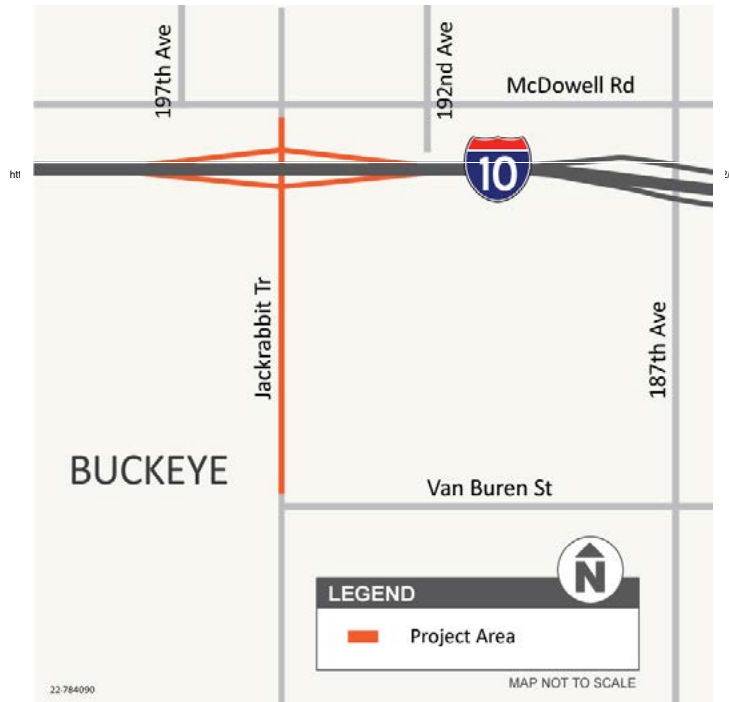 197th Ave
192nd Ave
McDowell Rd
10
Jackrabbit Tr
187th Ave
BUCKEYE
Van Buren St
N
LEGEND
Project Area
MAP NOT TO SCALE
22-784090